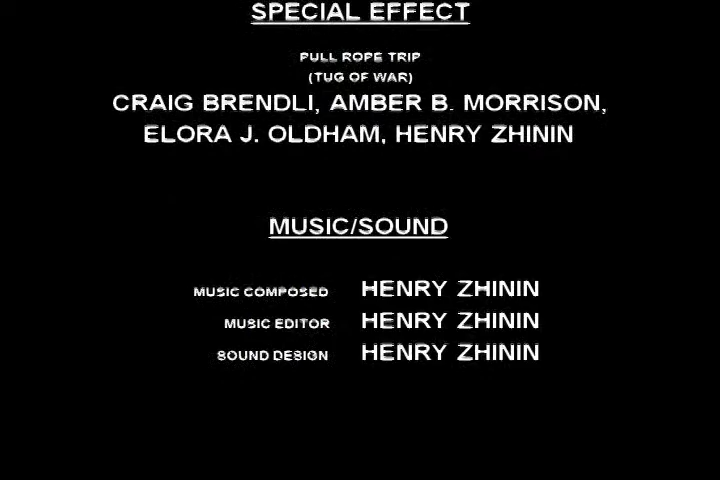 SPECIAL EFFECT
PULL ROPE TRIP
(TUG OF WAR)
CRAIG BRENDLI, AMBER B. MORRISON,
ELORA J. OLDHAM, HENRY ZHININ
MUSIC/SOUND
MUSIC COMPOSED HENRY ZHININ
MUSIC EDITOR HENRY ZHININ
SOUND DESIGN HENRY ZHININ